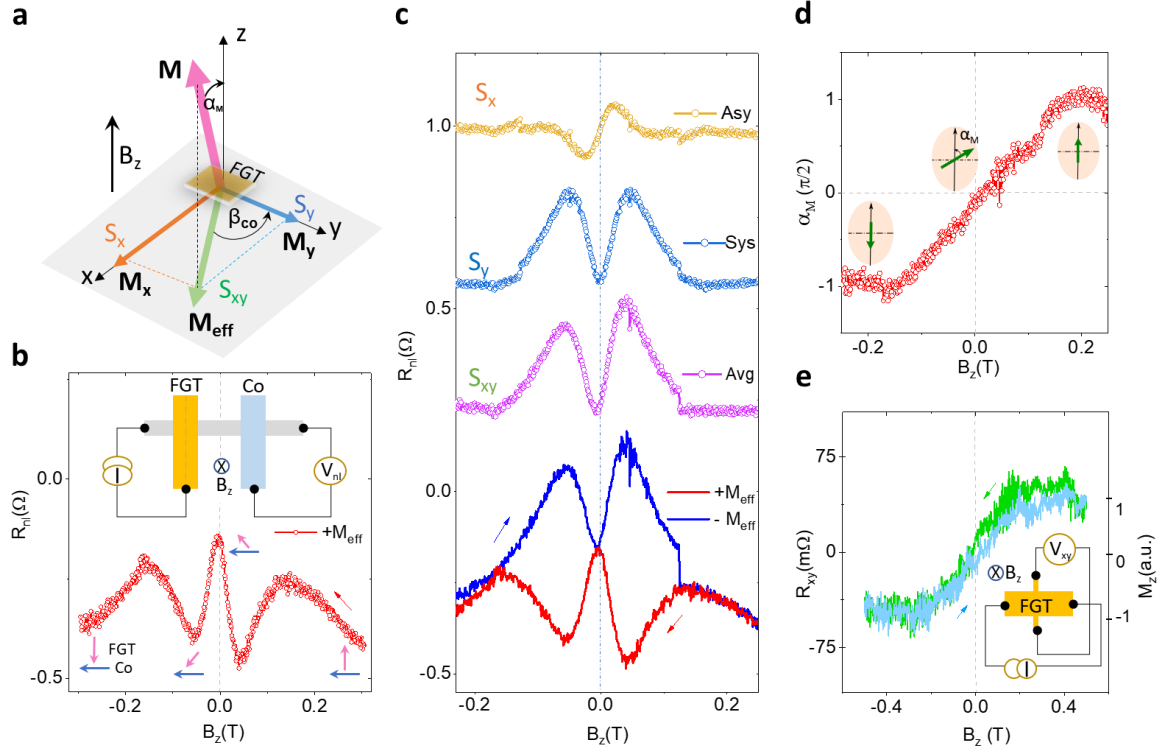 a
z
M
α_M
B_z
FGT
S_x
S_y
β_co
M_y
y
x
M_x
S_xy
M_eff
b
R_nl(Ω)
0.0
-0.5
FGT
Co
I
B_z
V_nl
+M_eff
FGT
Co
-0.2
0.0
0.2
B_z(T)
c
R_nl(Ω)
1.0
0.5
0.0
-0.5
S_x
Asy
S_y
Sys
S_xy
Avg
+M_eff
- M_eff
-0.2
0.0
0.2
B_z(T)
d
α_M (π/2)
1
0
-1
α_M
-0.2
0.0
0.2
B_z(T)
e
R_xy(mΩ)
75
0
-75
V_xy
B_z
FGT
I
1
0
-1
M_z(a.u.)
-0.4
0.0
0.4
B_z (T)